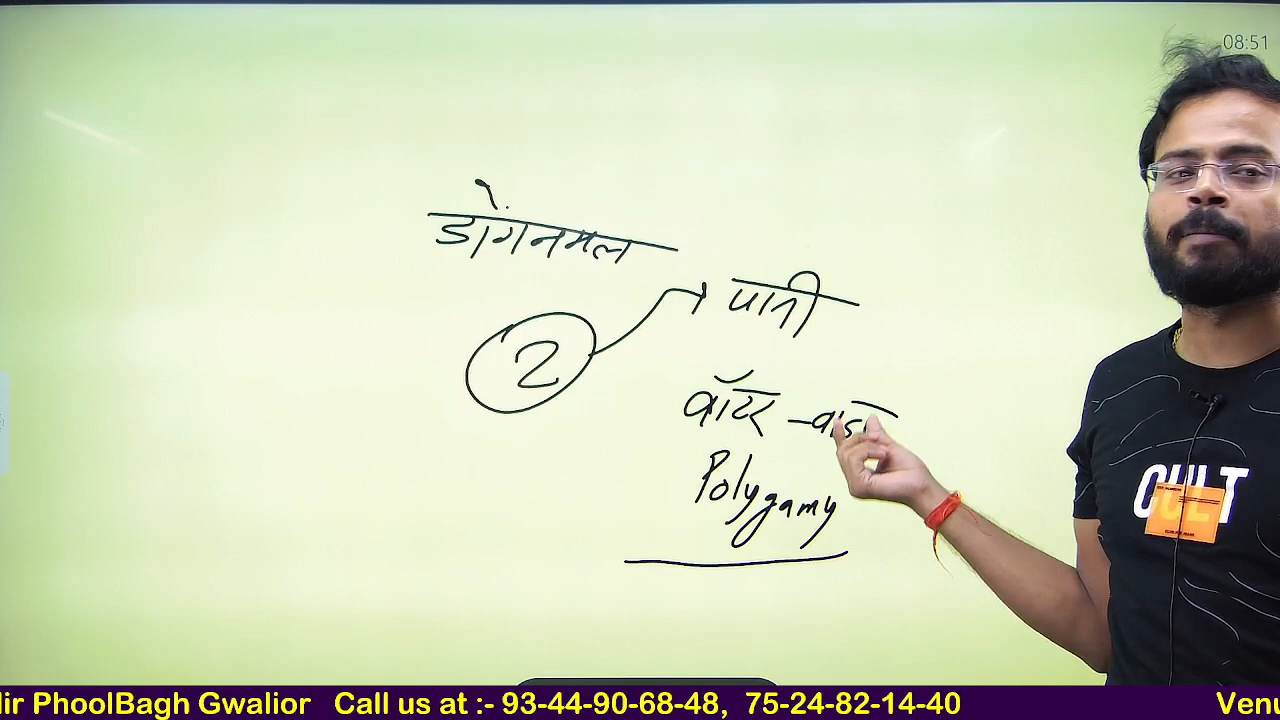 08:51
डोंगनमल
2
पानी
वॉटर -
Polygamy
CULT
dir PhoolBagh Gwalior Call us at :- 93-44-90-68-48, 75-24-82-14-40 Venu